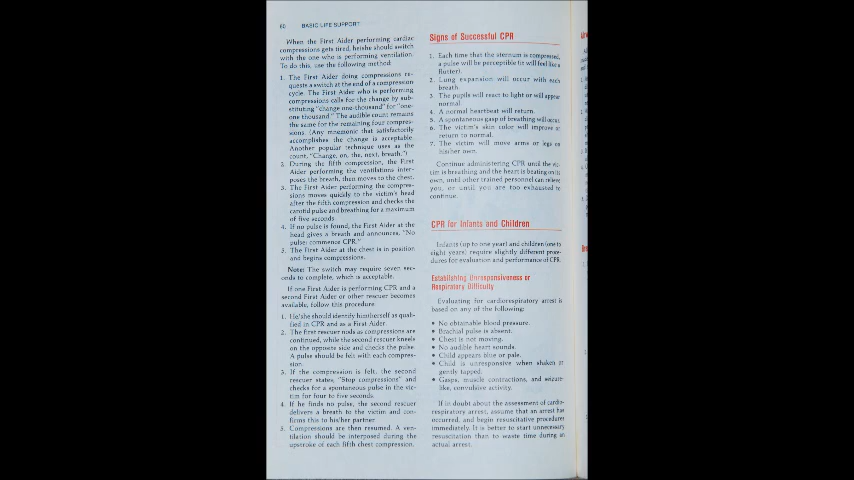 60 BASIC LIFE SUPPORT
When the First Aider performing cardiac
compressions gets tired, he/she should switch
with the one who is performing ventilation.
To do this, use the following method:
1. The First Aider doing compressions re-
quests a switch at the end of a compression
cycle. The First Aider who is performing
compressions calls for the change by sub-
stituting "change one-thousand" for "one-
one thousand." The audible count remains
the same for the remaining four compres-
sions. (Any mnemonic that satisfactorily
accomplishes the change is acceptable.
Another popular technique uses as the
count, "Change, on, the, next, breath.")
2. During the fifth compression, the First
Aider performing the ventilations inter-
poses the breath, then moves to the chest.
3. The First Aider performing the compres-
sions moves quickly to the victim's head
after the fifth compression and checks the
carotid pulse and breathing for a maximum
of five seconds.
4. If no pulse is found, the First Aider at the
head gives a breath and announces, "No
pulse; commence CPR."
5. The First Aider at the chest is in position
and begins compressions.
Note: The switch may require seven sec-
onds to complete, which is acceptable.
If one First Aider is performing CPR and a
second First Aider or other rescuer becomes
available, follow this procedure.
1. He/she should identify him/herself as quali-
fied in CPR and as a First Aider.
2. The first rescuer nods as compressions are
continued, while the second rescuer kneels
on the opposite side and checks the pulse.
A pulse should be felt with each compres-
sion.
3. If the compression is felt, the second
rescuer states, "Stop compressions" and
checks for a spontaneous pulse in the vic-
tim for four to five seconds.
4. If he finds no pulse, the second rescuer
delivers a breath to the victim and con-
firms this to his/her partner.
5. Compressions are then resumed. A ven-
tilation should be interposed during the
upstroke of each fifth chest compression.
Signs of Successful CPR
1. Each time that the sternum is compressed,
a pulse will be perceptible (it will feel like a
flutter).
2. Lung expansion will occur with each
breath.
3. The pupils will react to light or will appear
normal.
4. A normal heartbeat will return.
5. A spontaneous gasp of breathing will occur.
6. The victim's skin color will improve or
return to normal.
7. The victim will move arms or legs on
his/her own.
Continue administering CPR until the vic-
tim is breathing and the heart is beating on its
own, until other trained personnel can relieve
you, or until you are too exhausted to
continue.
CPR for Infants and Children
Infants (up to one year) and children (one to
eight years) require slightly different proce-
dures for evaluation and performance of CPR.
Establishing Unresponsiveness or
Respiratory Difficulty
Evaluating for cardiorespiratory arrest is
based on any of the following:
• No obtainable blood pressure.
• Brachial pulse is absent.
• Chest is not moving.
• No audible heart sounds.
• Child appears blue or pale.
• Child is unresponsive when shaken or
gently tapped.
• Gasps, muscle contractions, and seizure-
like, convulsive activity.
If in doubt about the assessment of cardio-
respiratory arrest, assume that an arrest has
occurred, and begin resuscitative procedures
immediately. It is better to start unnecessary
resuscitation than to waste time during an
actual arrest.